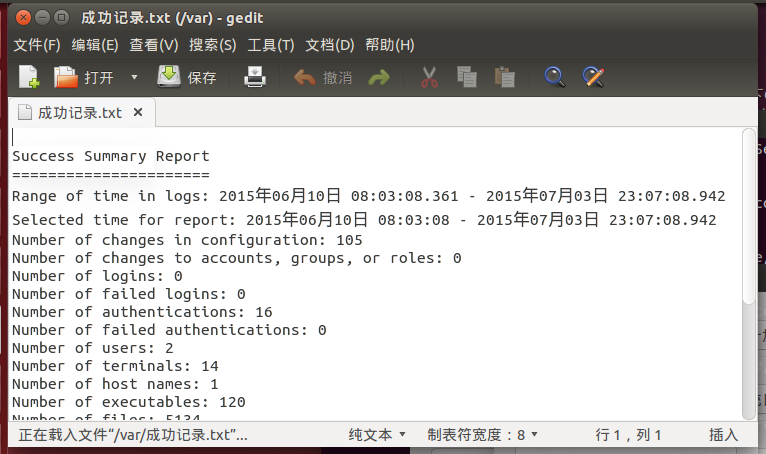 成功记录.txt (/var) - gedit
文件(F) 编辑(E) 查看(V) 搜索(S) 工具(T) 文档(D) 帮助(H)
打开 保存 撤消
成功记录.txt
Success Summary Report
======================
Range of time in logs: 2015年06月10日 08:03:08.361 - 2015年07月03日 23:07:08.942
Selected time for report: 2015年06月10日 08:03:08 - 2015年07月03日 23:07:08.942
Number of changes in configuration: 105
Number of changes to accounts, groups, or roles: 0
Number of logins: 0
Number of failed logins: 0
Number of authentications: 16
Number of failed authentications: 0
Number of users: 2
Number of terminals: 14
Number of host names: 1
Number of executables: 120
Number of files: 5134
正在载入文件“/var/成功记录.txt”... 纯文本 制表符宽度：8 行 1，列 1 插入